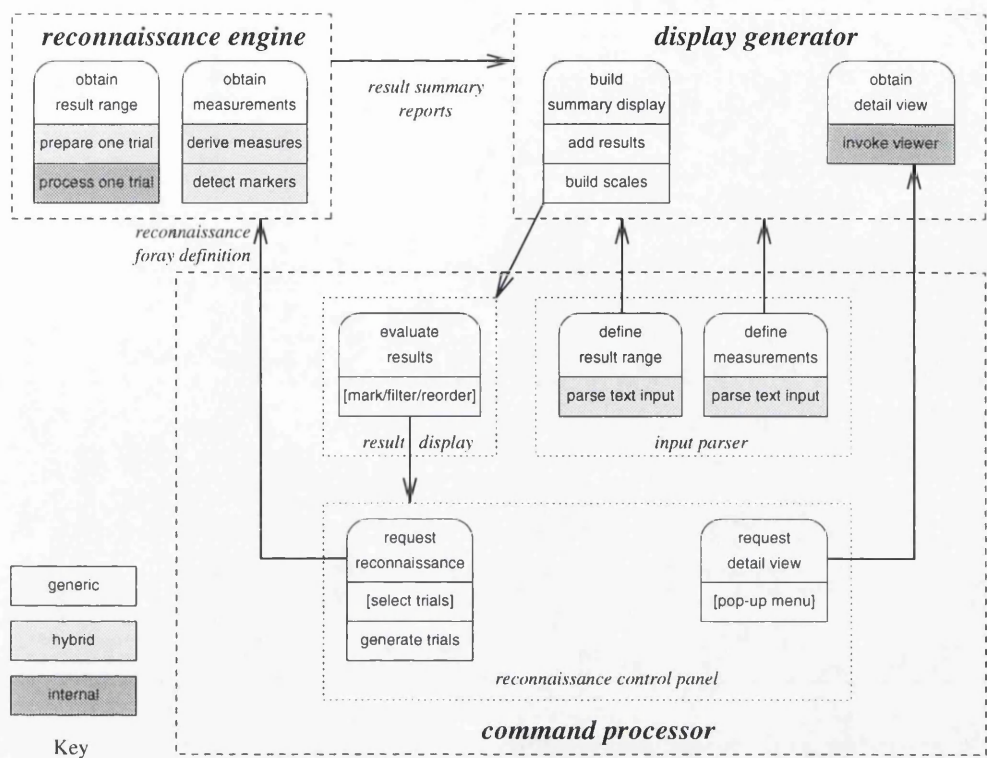 reconnaissance engine
obtain
result range
prepare one trial
process one trial
obtain
measurements
derive measures
detect markers
result summary
reports
display generator
build
summary display
add results
build scales
obtain
detail view
invoke viewer
reconnaissance
foray definition
evaluate
results
[mark/filter/reorder]
result display
define
result range
parse text input
define
measurements
parse text input
input parser
request
reconnaissance
[select trials]
generate trials
request
detail view
[pop-up menu]
reconnaissance control panel
command processor
generic
hybrid
internal
Key